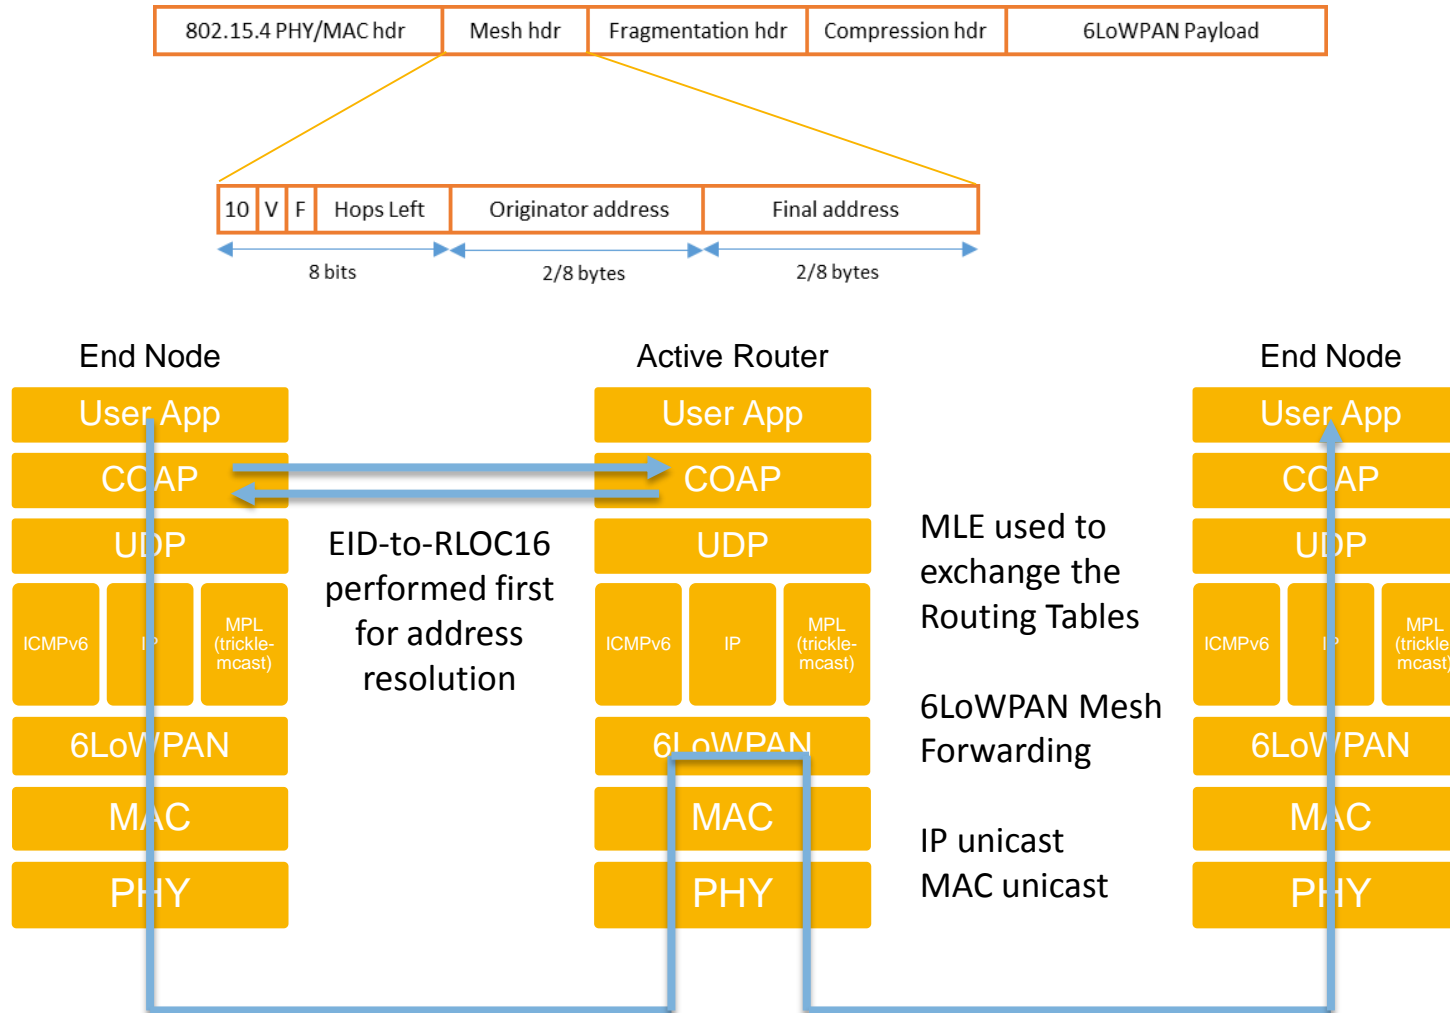 802.15.4 PHY/MAC hdr Mesh hdr Fragmentation hdr Compression hdr 6LoWPAN Payload
10 V F Hops Left Originator address Final address
8 bits 2/8 bytes 2/8 bytes
End Node
User App
COAP
UDP
ICMPv6
IP
MPL
(trickle-
mcast)
6LoWPAN
MAC
PHY
EID-to-RLOC16
performed first
for address
resolution
Active Router
User App
COAP
UDP
ICMPv6
IP
MPL
(trickle-
mcast)
6LoWPAN
MAC
PHY
MLE used to
exchange the
Routing Tables
6LoWPAN Mesh
Forwarding
IP unicast
MAC unicast
End Node
User App
COAP
UDP
ICMPv6
IP
MPL
(trickle-
mcast)
6LoWPAN
MAC
PHY